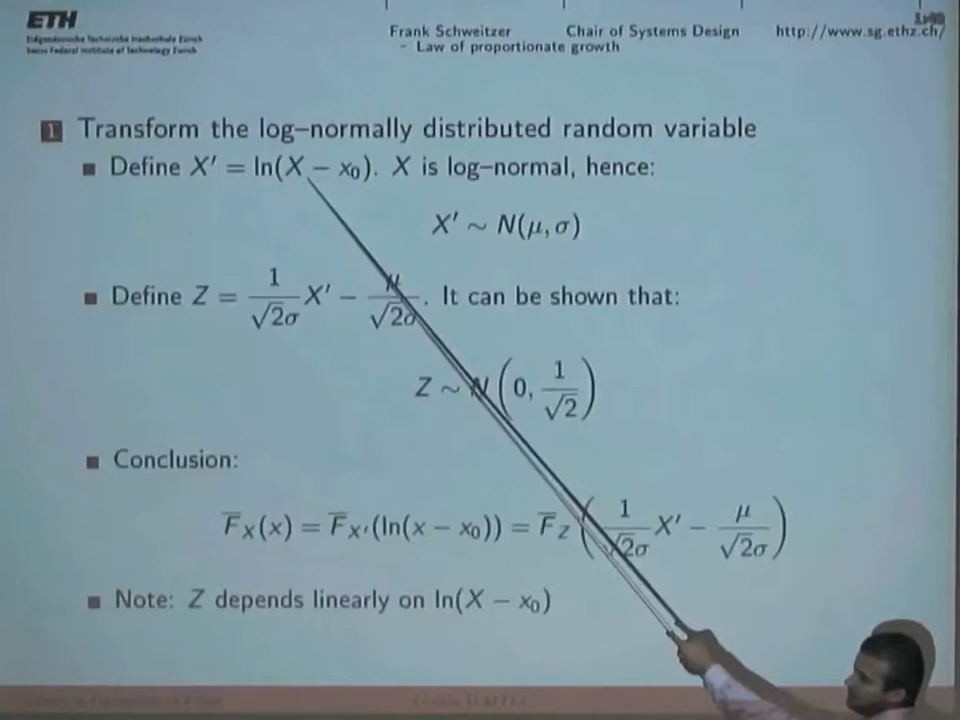 ETH
Eidgenössische Technische Hochschule Zürich
Swiss Federal Institute of Technology Zurich
Frank Schweitzer Chair of Systems Design http://www.sg.ethz.ch/
– Law of proportionate growth
1 Transform the log–normally distributed random variable
■ Define X′ = ln(X − x₀). X is log–normal, hence:
X′ ∼ N(μ, σ)
■ Define Z = 1/(√2σ) X′ − μ/(√2σ). It can be shown that:
Z ∼ N(0, 1/√2)
■ Conclusion:
F̅_X(x) = F̅_X′(ln(x − x₀)) = F̅_Z(1/(√2σ) X′ − μ/(√2σ))
■ Note: Z depends linearly on ln(X − x₀)